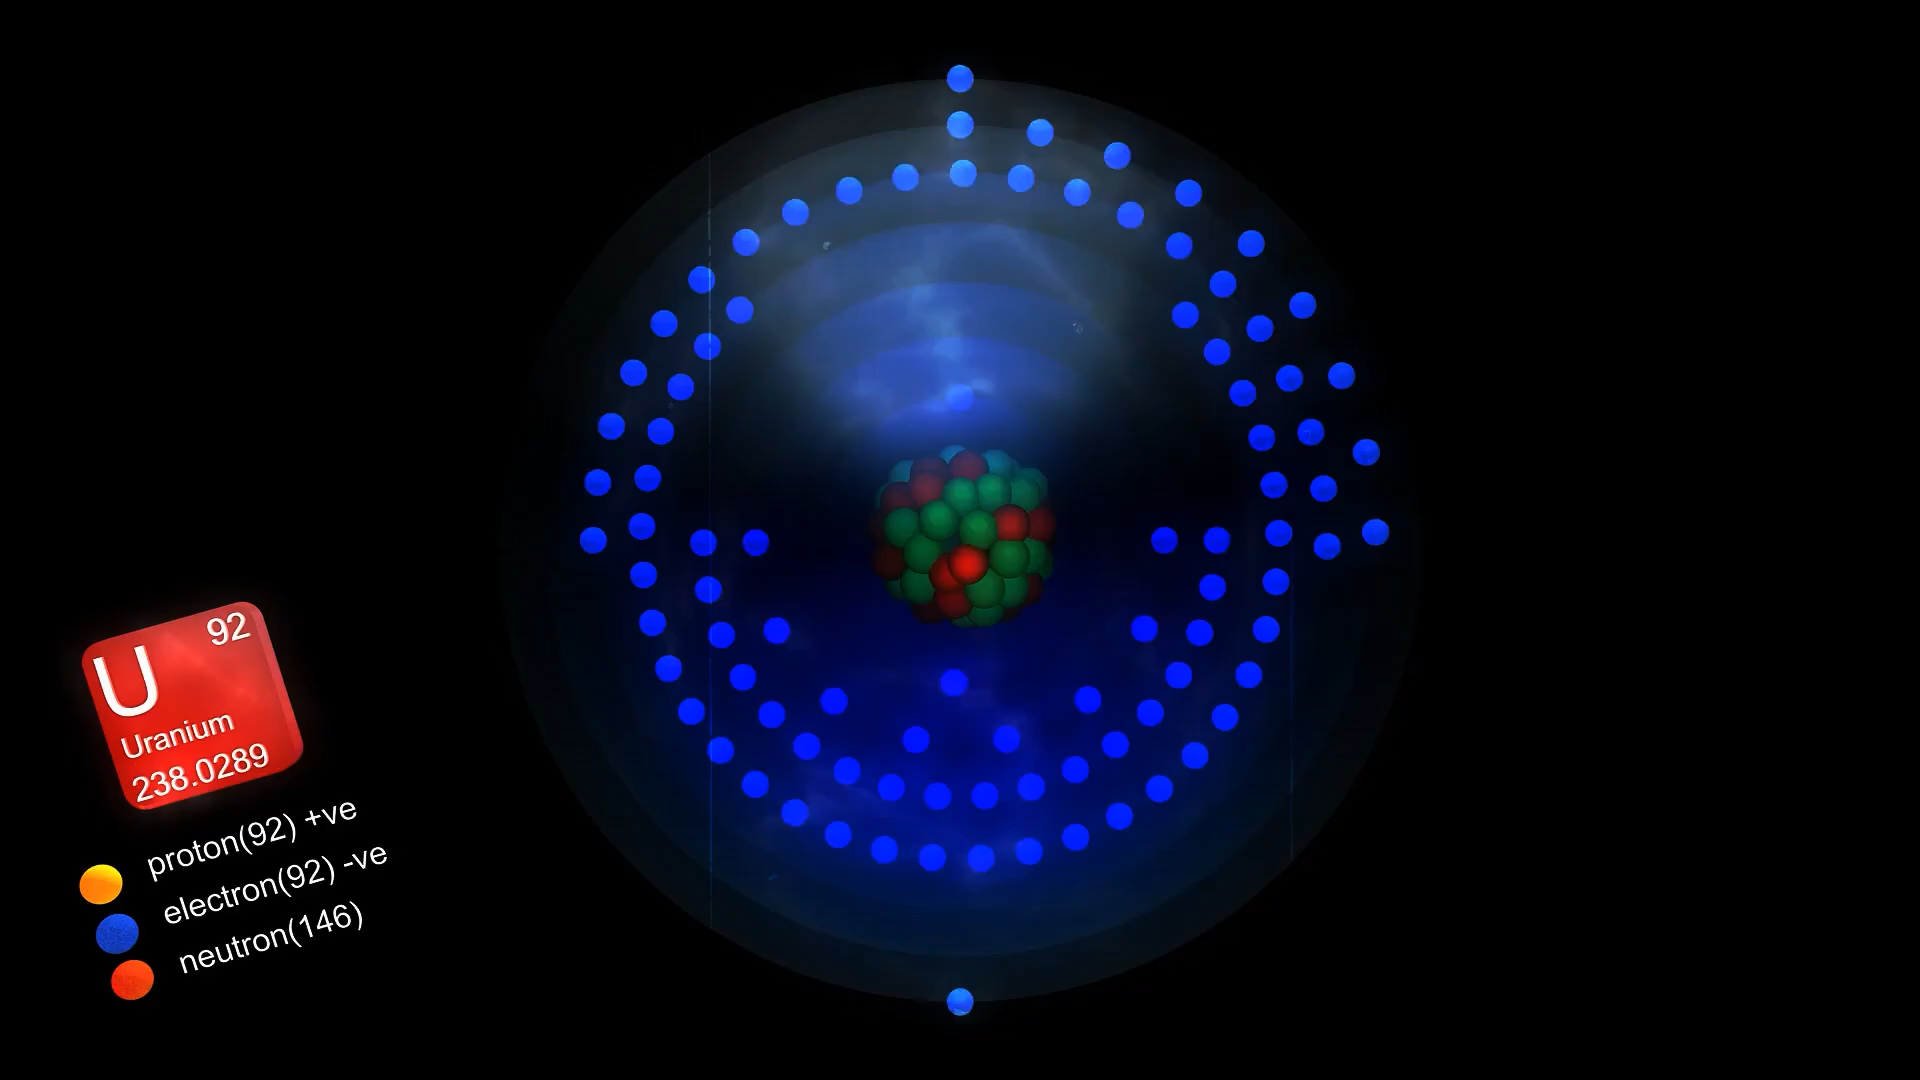 92
U
Uranium
238.0289
proton(92) +ve
electron(92) -ve
neutron(146)